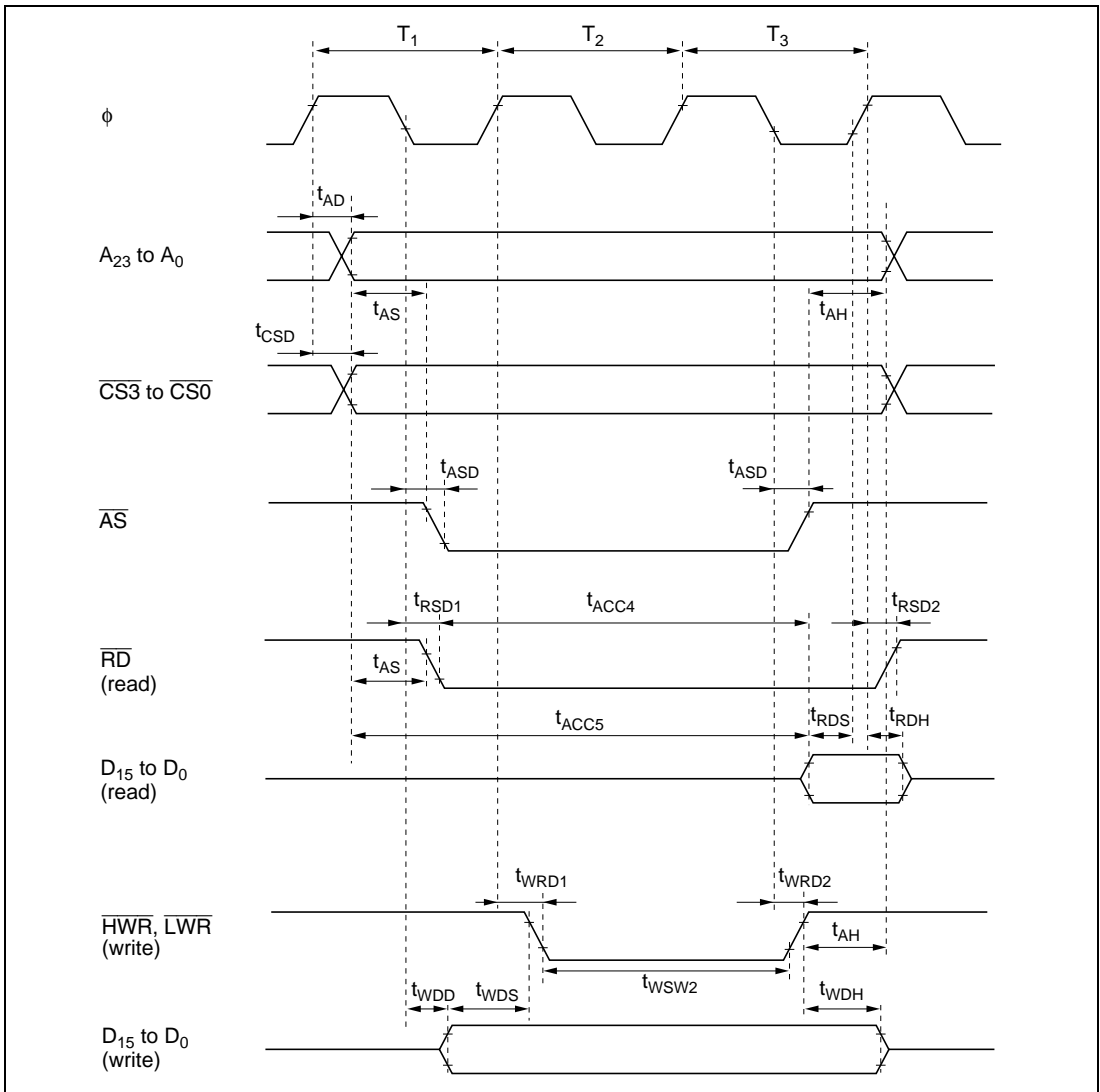 T1 T2 T3
ϕ
tAD
A23 to A0
tAS tAH
tCSD
CS3 to CS0
tASD tASD
AS
tRSD1 tACC4 tRSD2
RD
(read)
tAS
tACC5 tRDS tRDH
D15 to D0
(read)
tWRD1 tWRD2
HWR, LWR
(write)
tAH
tWSW2
tWDD tWDS tWDH
D15 to D0
(write)